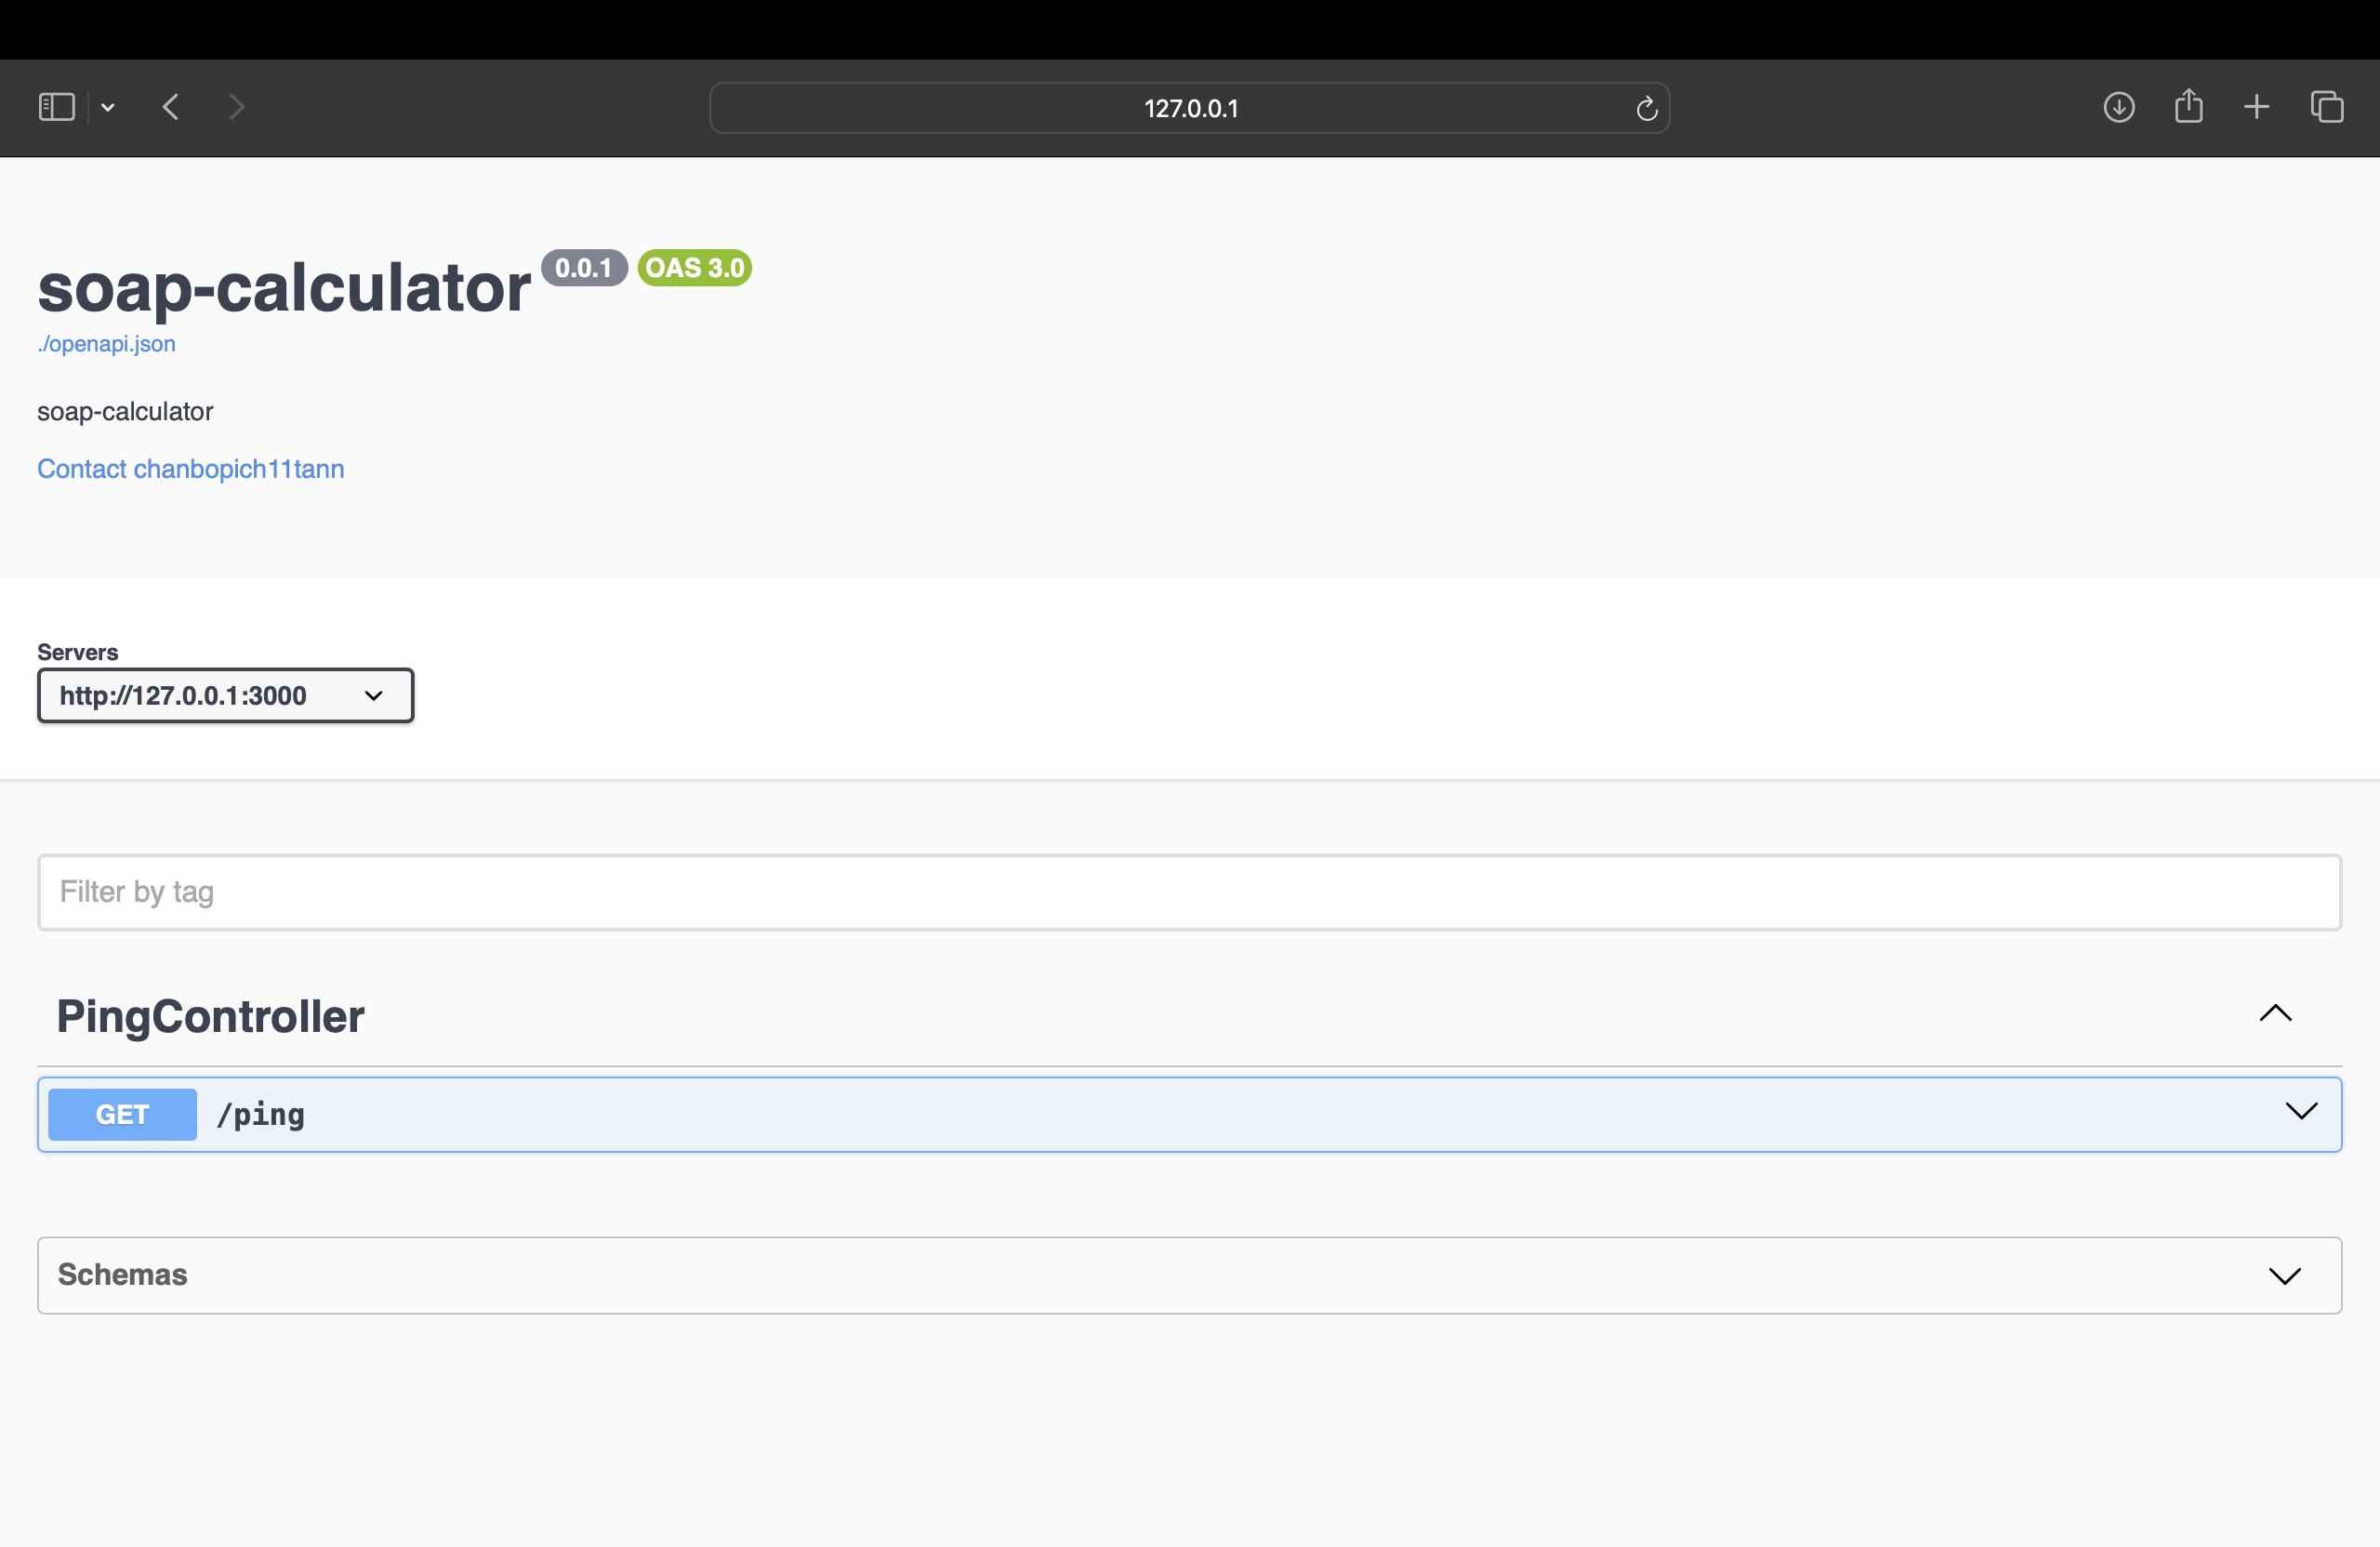 127.0.0.1
soap-calculator 0.0.1 OAS 3.0
./openapi.json
soap-calculator
Contact chanbopich11tann
Servers
http://127.0.0.1:3000
Filter by tag
PingController
GET /ping
Schemas